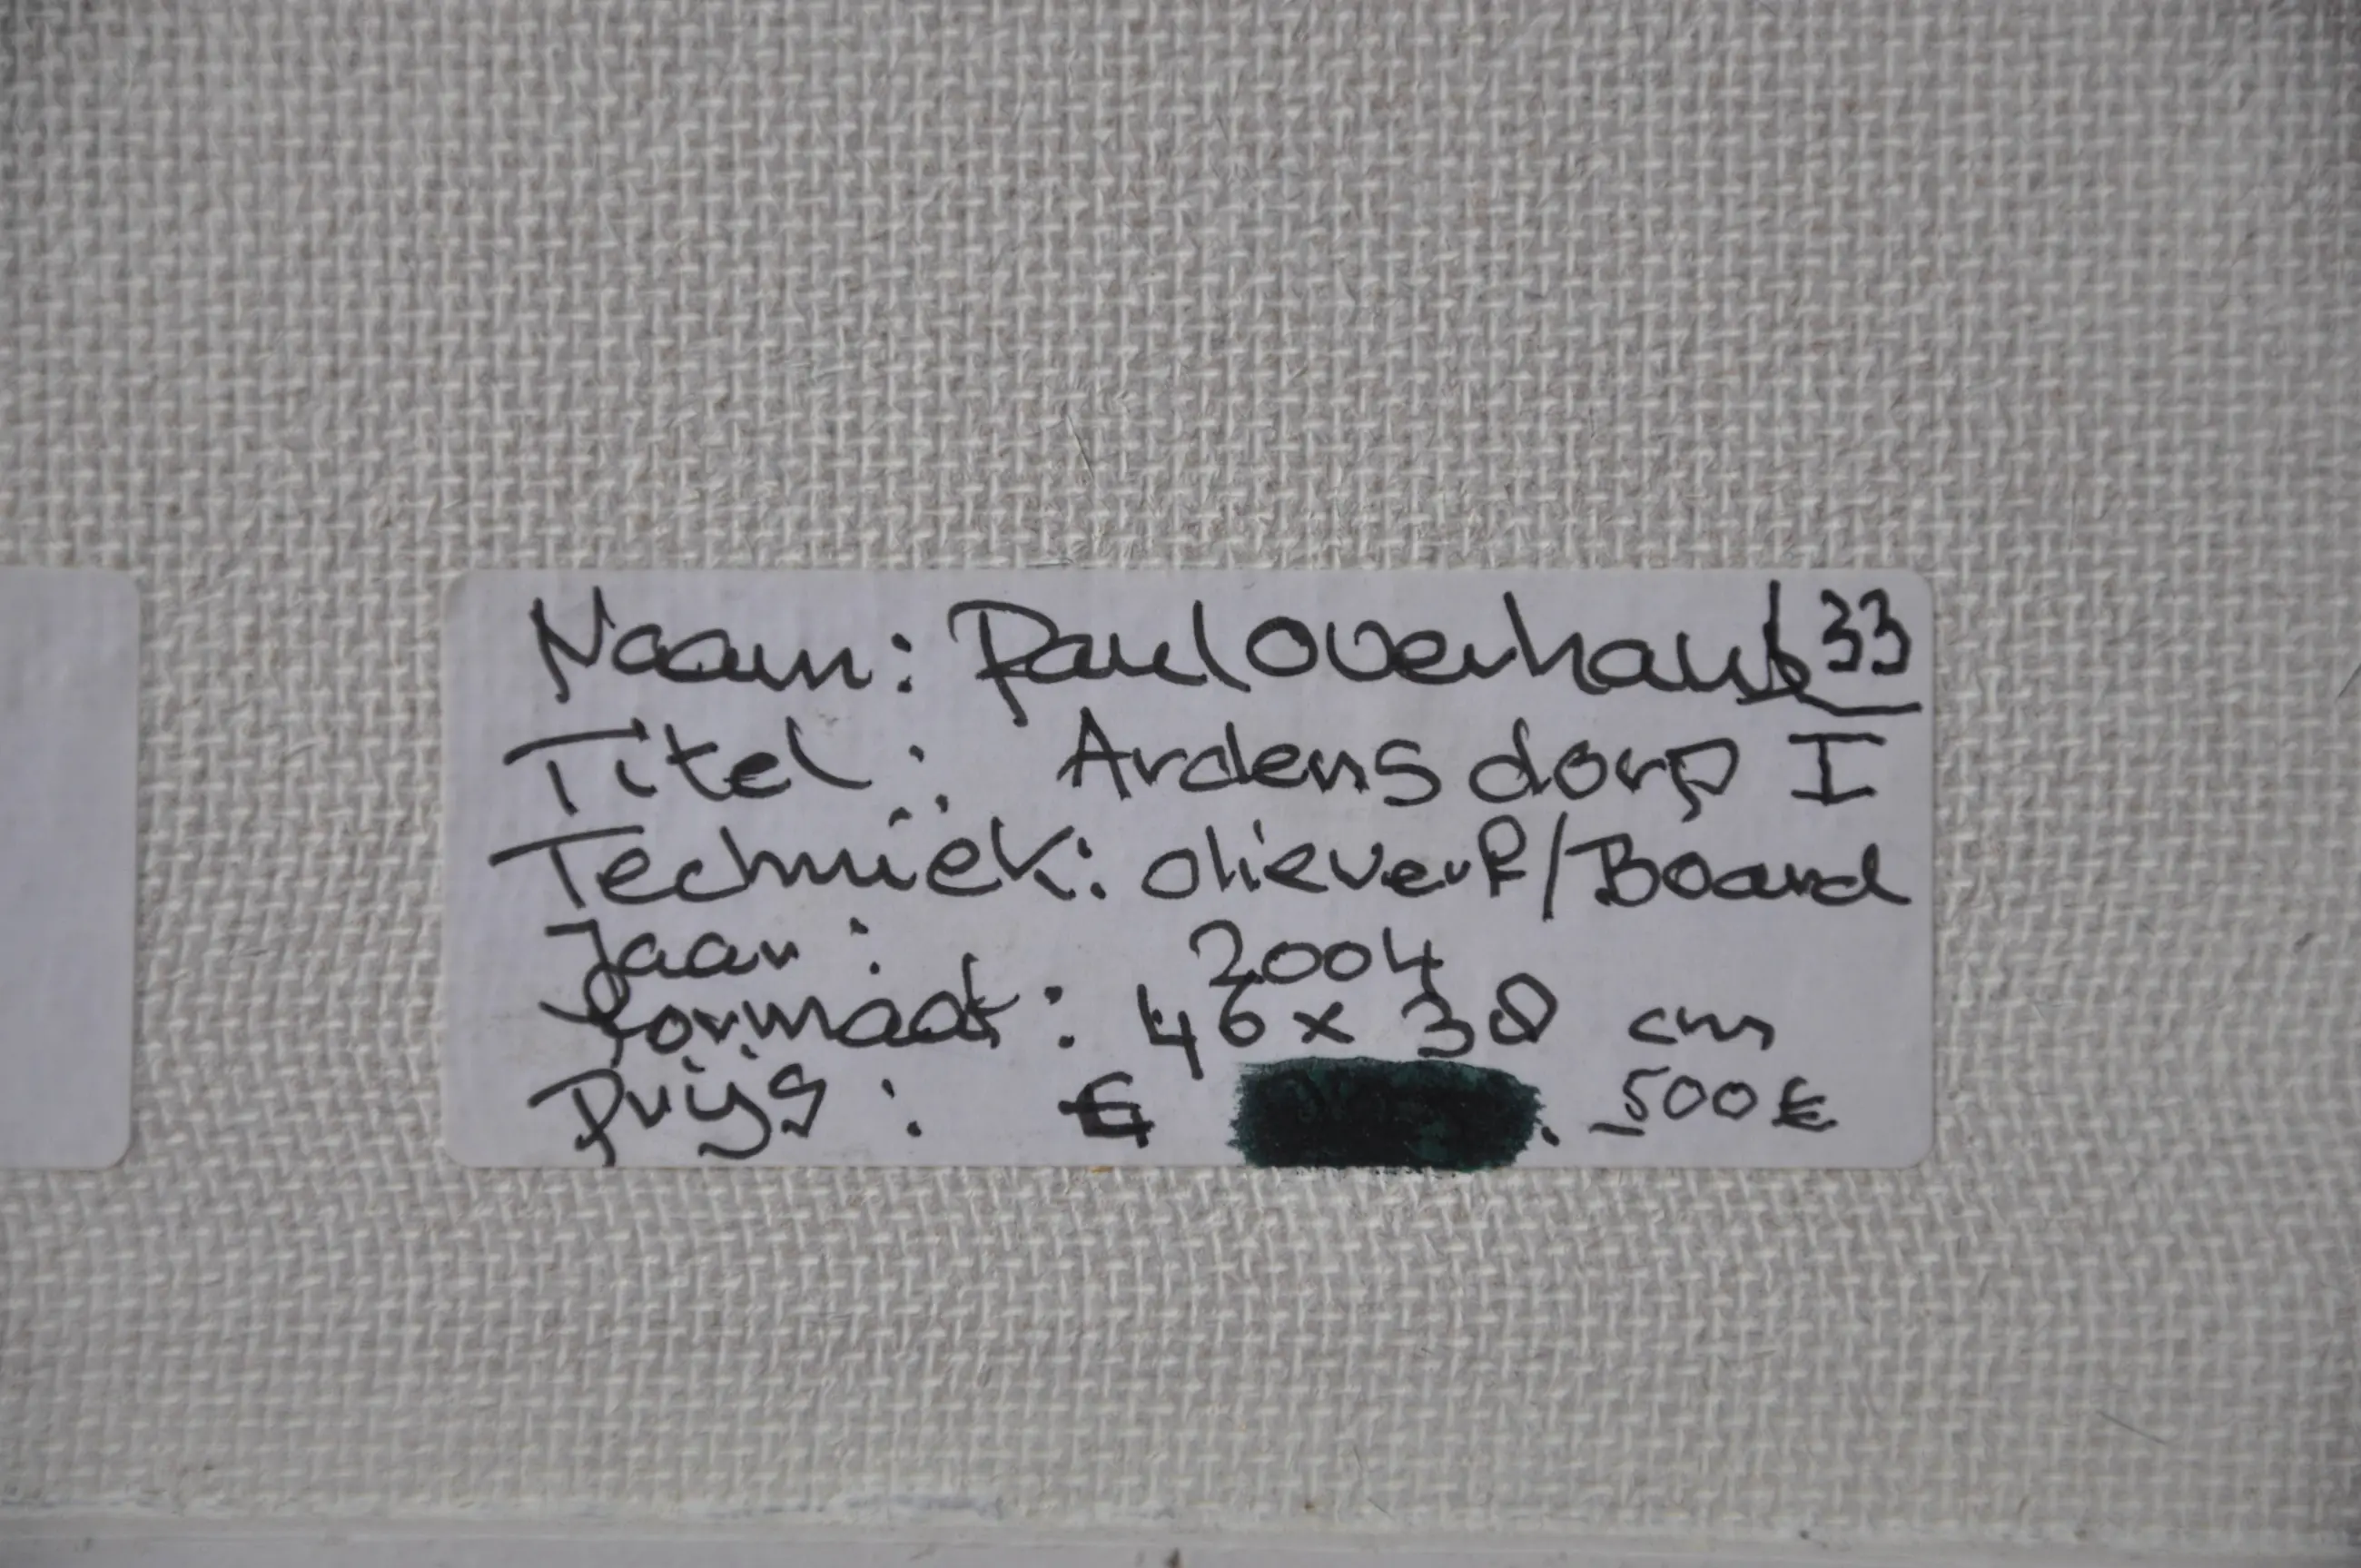 Naam: Paul Overhaus 33
Titel: Ardens dorp I
Techniek: olieverf/Board
Jaar: 2004
Formaat: 46 x 38 cm
Prijs: € . 500 €